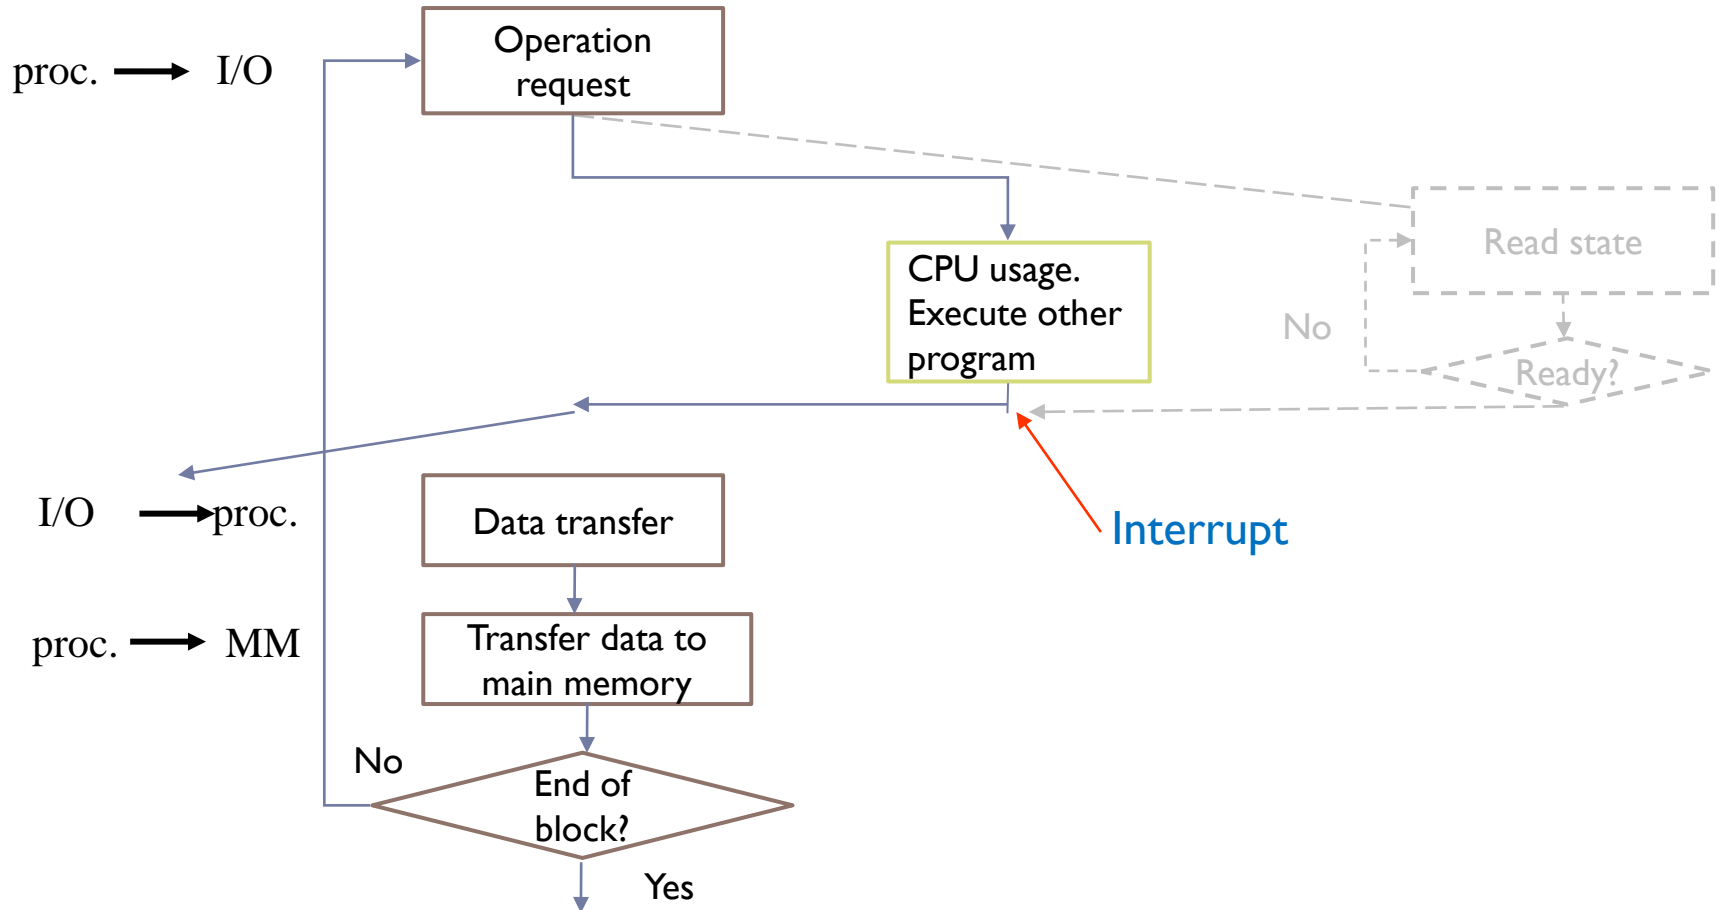 Operation
request
proc. I/O
CPU usage.
Execute other
program
Read state
No
Ready?
I/O proc.
Data transfer
Interrupt
proc. MM
Transfer data to
main memory
No
End of
block?
Yes